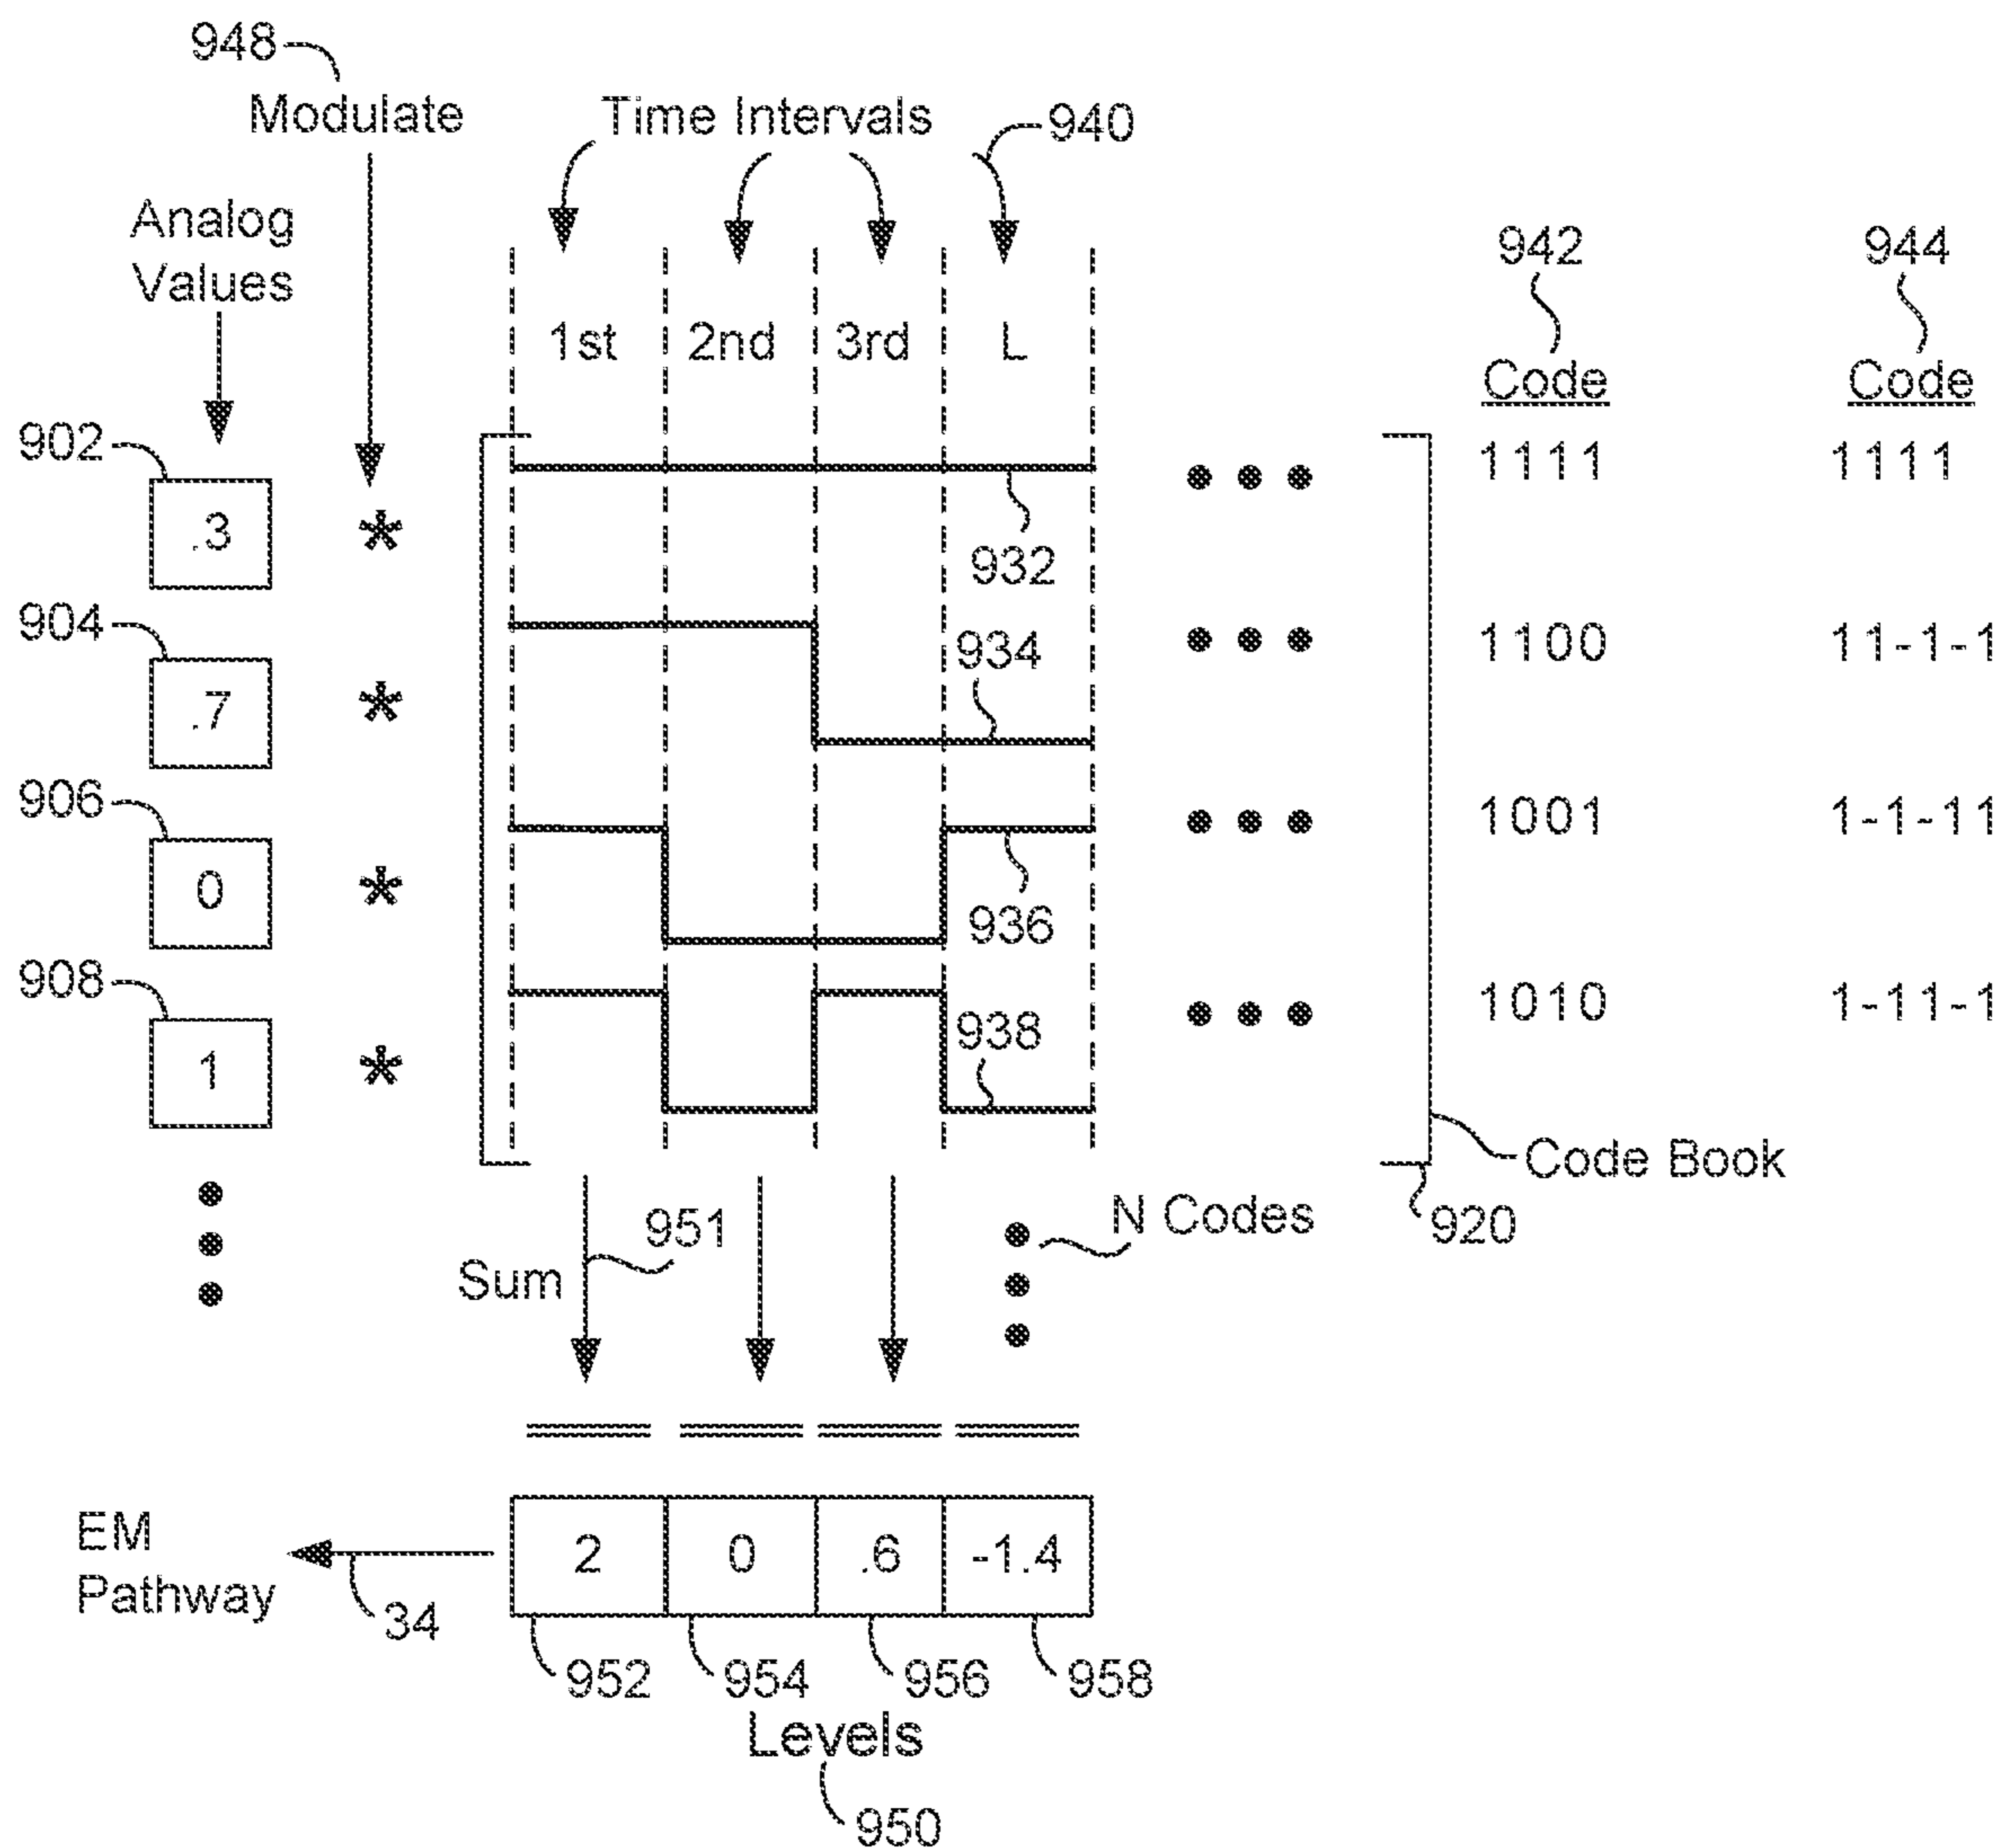 948
Modulate
Time Intervals
940
Analog
Values
942
944
1st 2nd 3rd L
Code
Code
902
.3
*
932
1111
1111
904
.7
*
934
1100
11-1-1
906
0
*
936
1001
1-1-11
908
1
*
938
1010
1-11-1
Code Book
920
N Codes
951
Sum
EM
Pathway
34
2 0 .6 -1.4
952 954 956 958
Levels
950